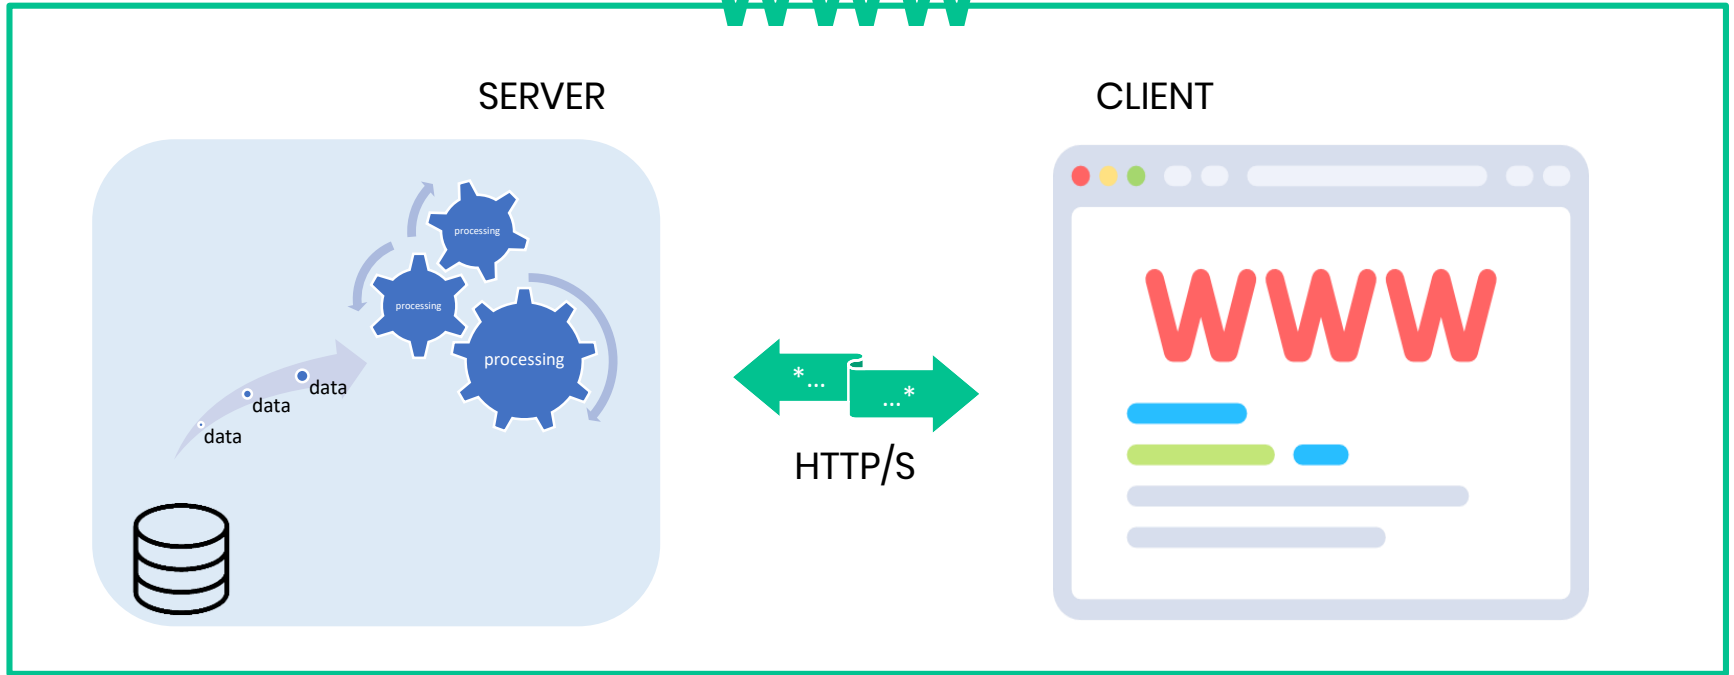 SERVER
CLIENT
processing
processing
processing
data
data
data
*...
...*
HTTP/S
WWW